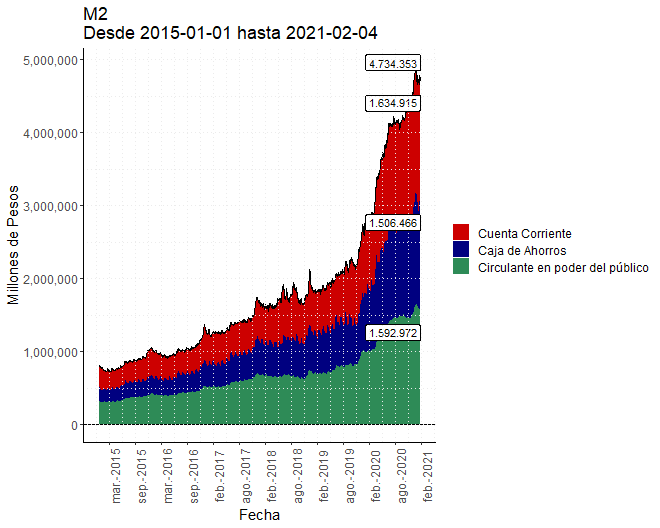 M2
Desde 2015-01-01 hasta 2021-02-04
Millones de Pesos
5,000,000
4,000,000
3,000,000
2,000,000
1,000,000
0
4.734.353
1.634.915
1.506.466
1.592.972
mar.-2015
sep.-2015
mar.-2016
ago.-2016
feb.-2017
ago.-2017
feb.-2018
ago.-2018
feb.-2019
ago.-2019
feb.-2020
ago.-2020
feb.-2021
Fecha
Cuenta Corriente
Caja de Ahorros
Circulante en poder del público